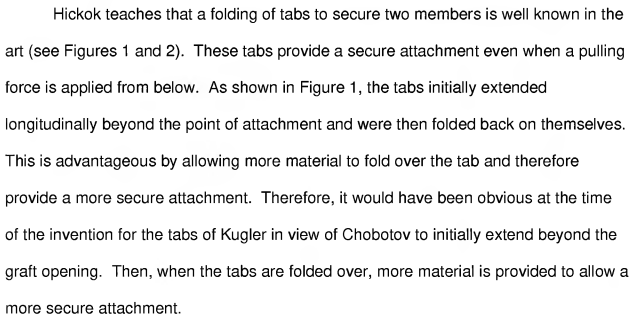 Hickok teaches that a folding of tabs to secure two members is well known in the
art (see Figures 1 and 2). These tabs provide a secure attachment even when a pulling
force is applied from below. As shown in Figure 1, the tabs initially extended
longitudinally beyond the point of attachment and were then folded back on themselves.
This is advantageous by allowing more material to fold over the tab and therefore
provide a more secure attachment. Therefore, it would have been obvious at the time
of the invention for the tabs of Kugler in view of Chobotov to initially extend beyond the
graft opening. Then, when the tabs are folded over, more material is provided to allow a
more secure attachment.